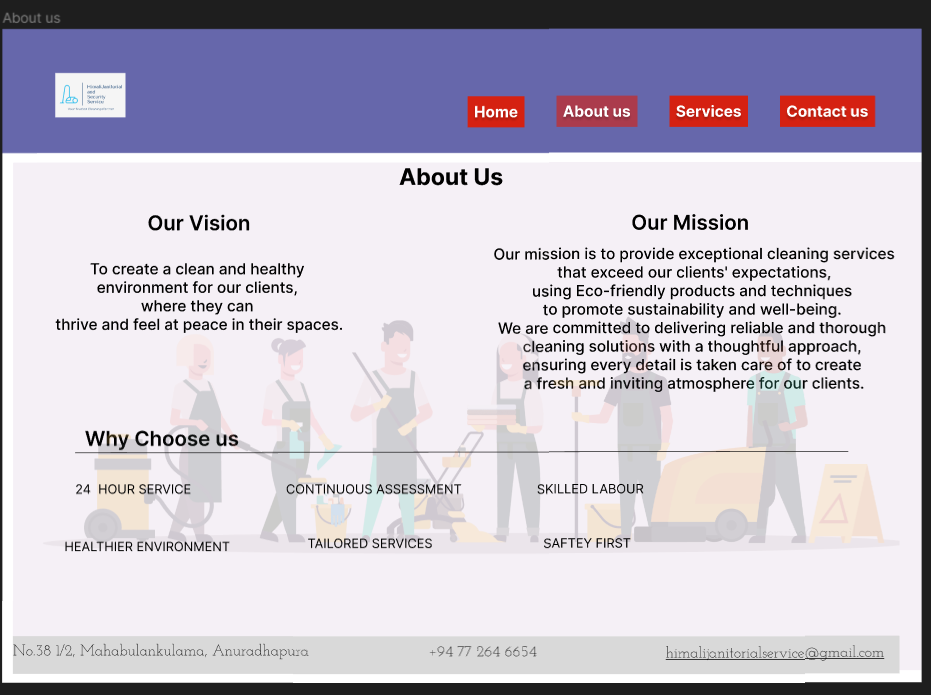 About us
Himali Janitorial
and
Security
Service
Home
About us
Services
Contact us
About Us
Our Vision
To create a clean and healthy
environment for our clients,
where they can
thrive and feel at peace in their spaces.
Our Mission
Our mission is to provide exceptional cleaning services
that exceed our clients' expectations,
using Eco-friendly products and techniques
to promote sustainability and well-being.
We are committed to delivering reliable and thorough
cleaning solutions with a thoughtful approach,
ensuring every detail is taken care of to create
a fresh and inviting atmosphere for our clients.
Why Choose us
24 HOUR SERVICE
CONTINUOUS ASSESSMENT
SKILLED LABOUR
HEALTHIER ENVIRONMENT
TAILORED SERVICES
SAFTEY FIRST
No.38 1/2, Mahabulankulama, Anuradhapura
+94 77 264 6654
himalijanitorialservice@gmail.com